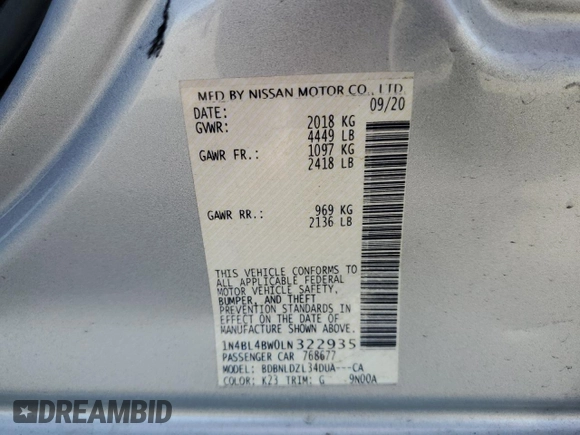 MFD BY NISSAN MOTOR CO., LTD.
DATE: 09/20
GVWR: 2018 KG
4449 LB
GAWR FR.: 1097 KG
2418 LB
GAWR RR.: 969 KG
2136 LB
THIS VEHICLE CONFORMS TO
ALL APPLICABLE FEDERAL
MOTOR VEHICLE SAFETY,
BUMPER, AND THEFT
PREVENTION STANDARDS
IN EFFECT ON THE DATE OF
MANUFACTURE SHOWN ABOVE.
1N4BL4BW0LN322935
PASSENGER CAR 768677
MODEL: BDBNLDZL34DUA---CA
COLOR: K23 TRIM: G 9N00A
STAT.VIN
DREAMBID